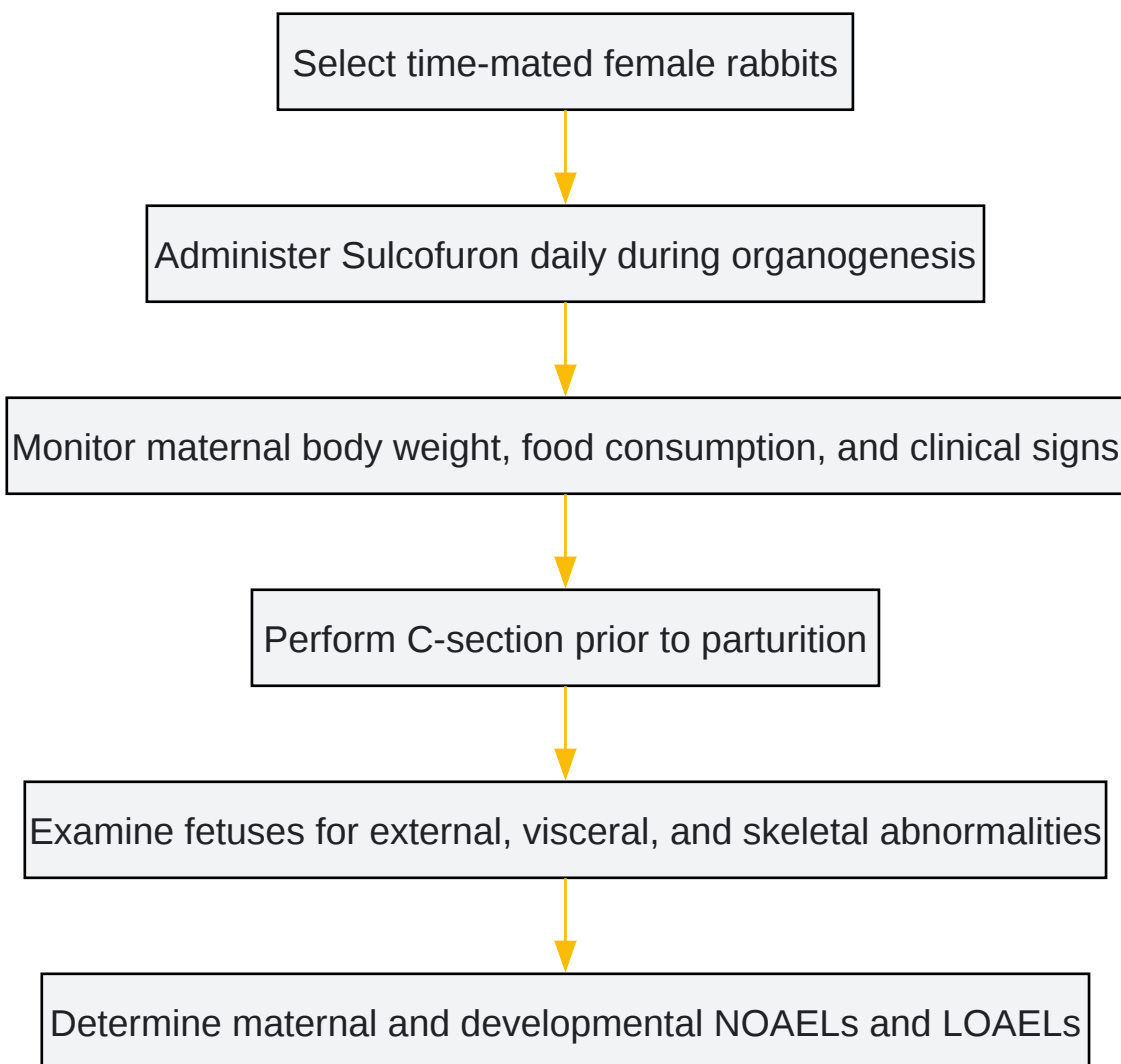 Select time-mated female rabbits
Administer Sulcofuron daily during organogenesis
Monitor maternal body weight, food consumption, and clinical signs
Perform C-section prior to parturition
Examine fetuses for external, visceral, and skeletal abnormalities
Determine maternal and developmental NOAELs and LOAELs